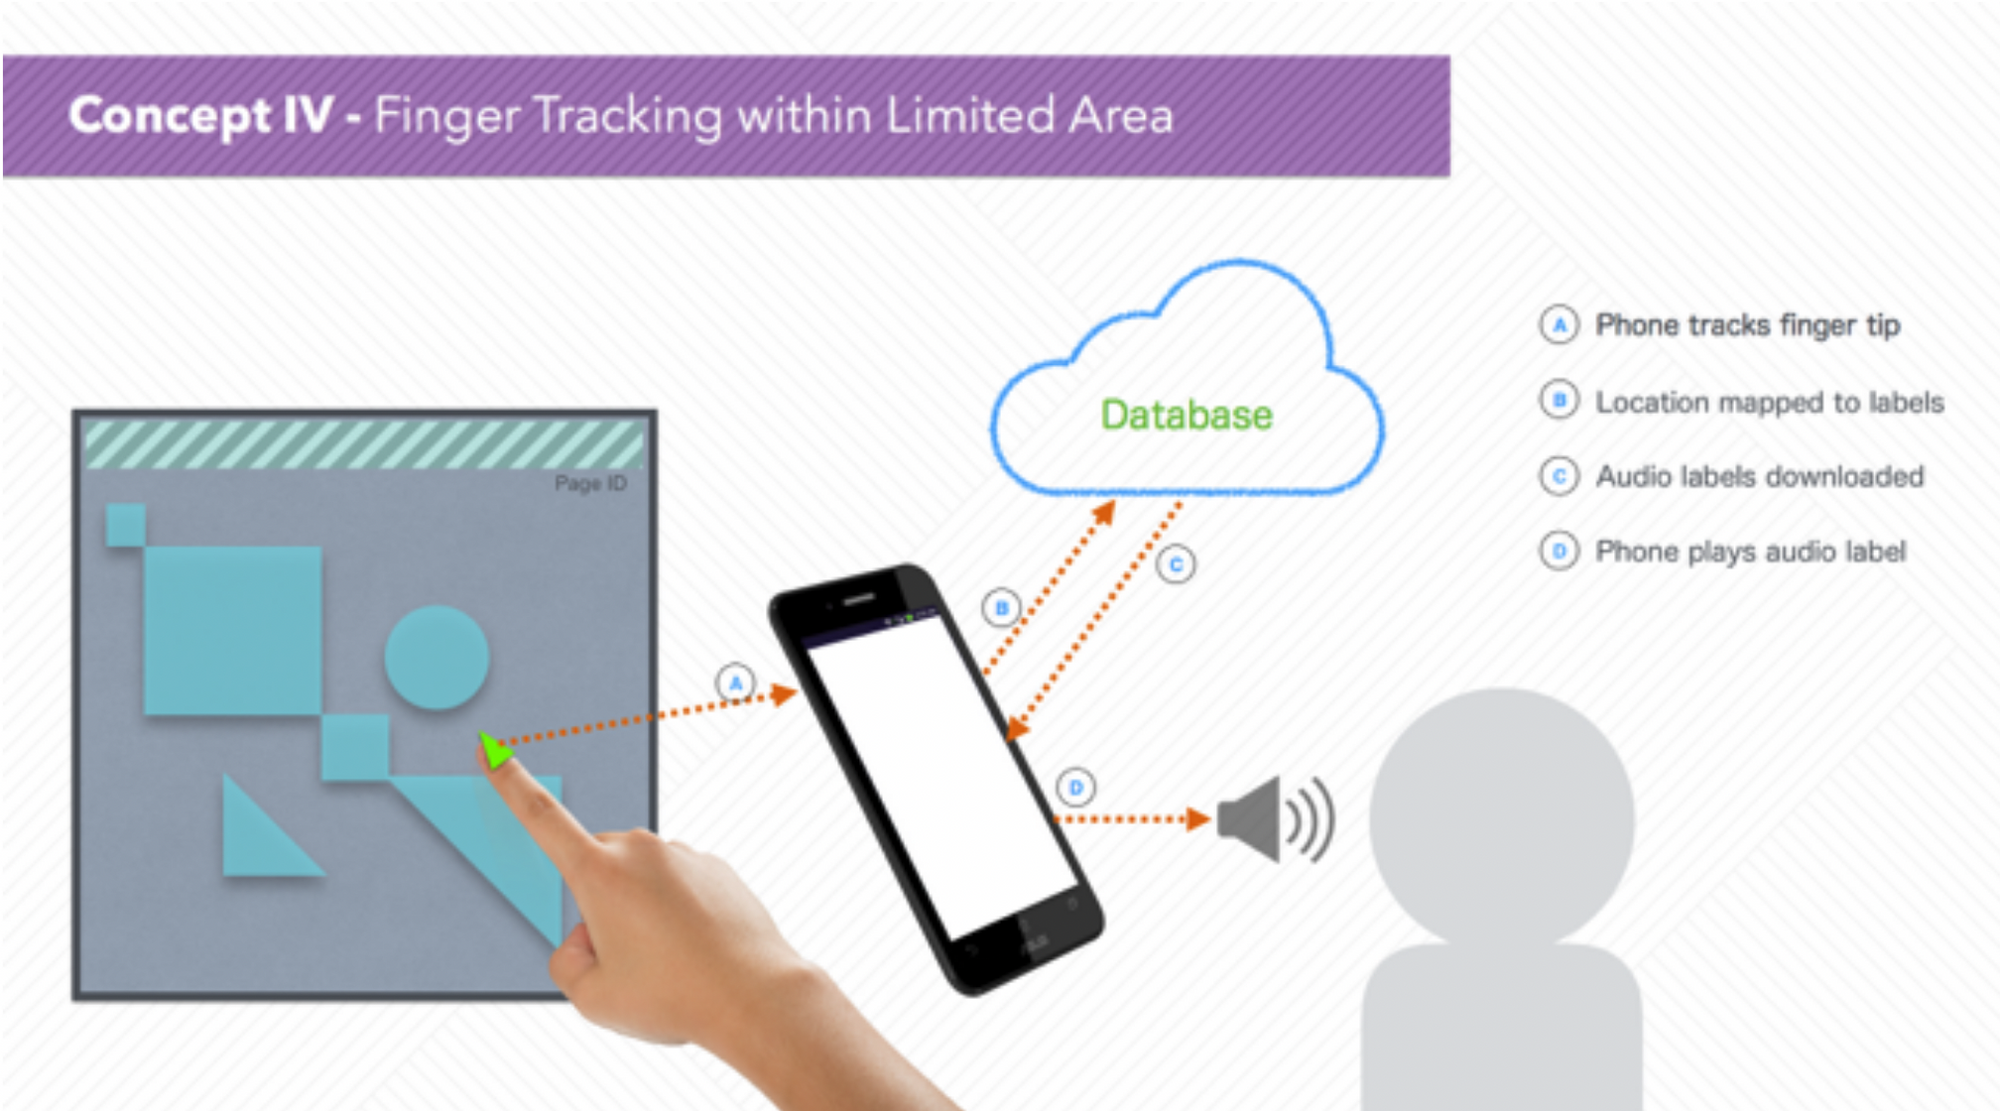 Concept IV - Finger Tracking within Limited Area
Database
A Phone tracks finger tip
B Location mapped to labels
C Audio labels downloaded
D Phone plays audio label
Page ID
A
B
C
D